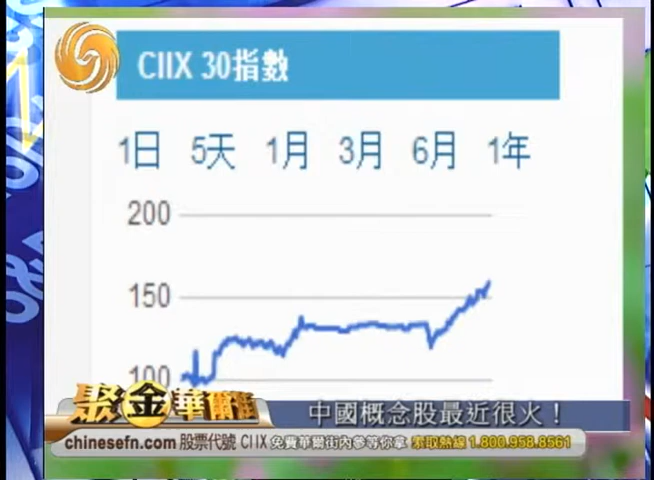 CIIX 30指數
1日 5天 1月 3月 6月 1年
200
150
100
聚金華爾街
中國概念股最近很火！
chinesefn.com 股票代號 CIIX 免費華爾街內參等你拿 索取熱線 1.800.958.8561